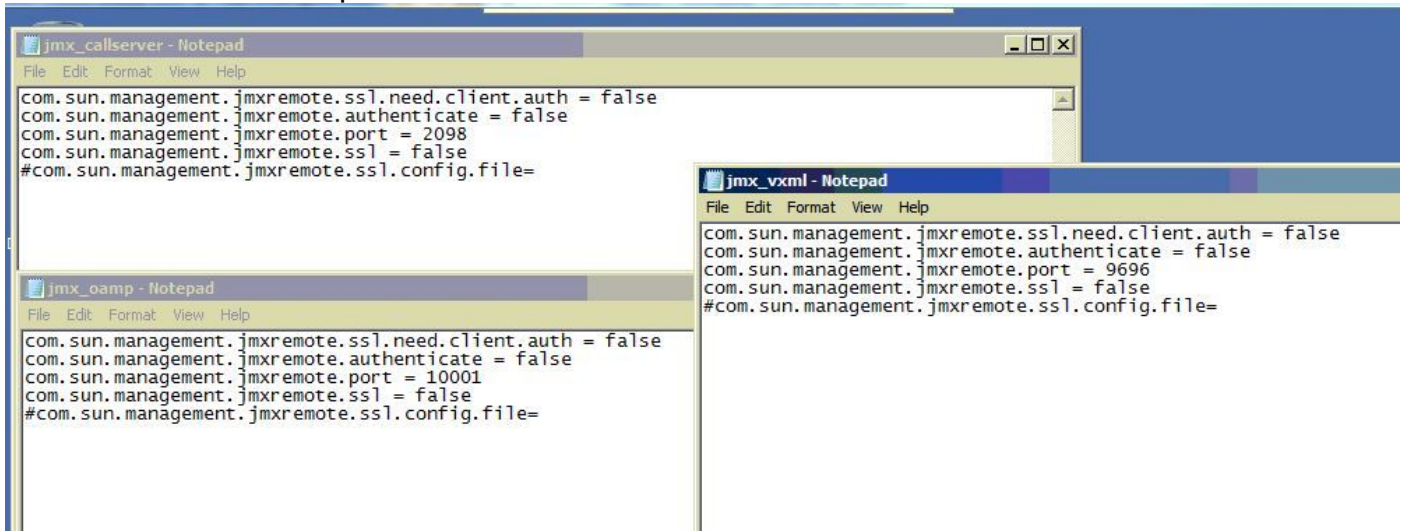 jmx_callserver - Notepad
File Edit Format View Help
com.sun.management.jmxremote.ssl.need.client.auth = false
com.sun.management.jmxremote.authenticate = false
com.sun.management.jmxremote.port = 2098
com.sun.management.jmxremote.ssl = false
#com.sun.management.jmxremote.ssl.config.file=
jmx_vxml - Notepad
File Edit Format View Help
com.sun.management.jmxremote.ssl.need.client.auth = false
com.sun.management.jmxremote.authenticate = false
com.sun.management.jmxremote.port = 9696
com.sun.management.jmxremote.ssl = false
#com.sun.management.jmxremote.ssl.config.file=
jmx_oamp - Notepad
File Edit Format View Help
com.sun.management.jmxremote.ssl.need.client.auth = false
com.sun.management.jmxremote.authenticate = false
com.sun.management.jmxremote.port = 10001
com.sun.management.jmxremote.ssl = false
#com.sun.management.jmxremote.ssl.config.file=